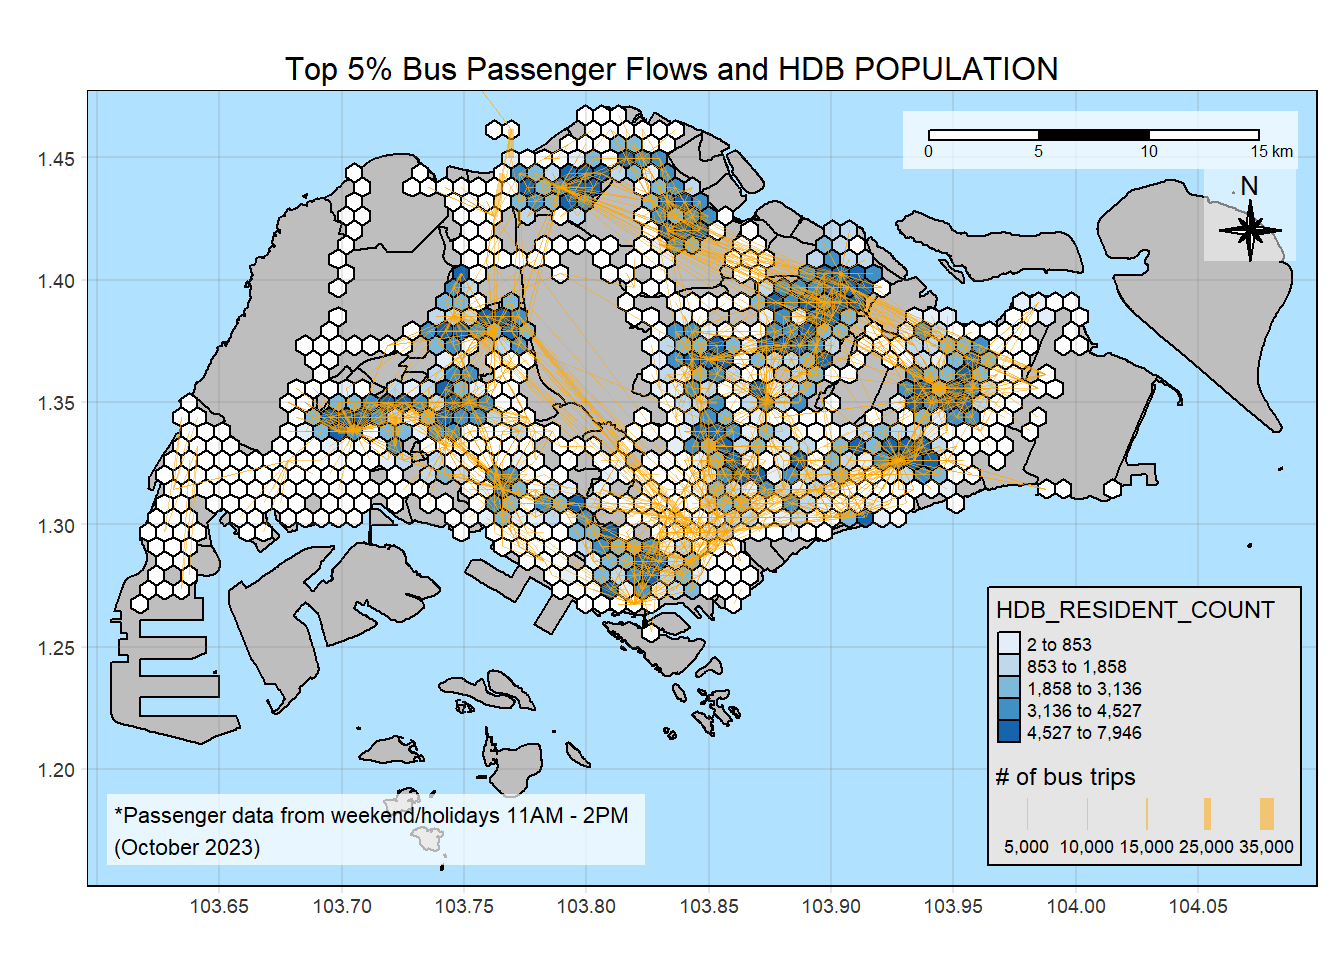 Top 5% Bus Passenger Flows and HDB POPULATION
0 5 10 15 km
N
1.45
1.40
1.35
1.30
1.25
1.20
HDB_RESIDENT_COUNT
2 to 853
853 to 1,858
1,858 to 3,136
3,136 to 4,527
4,527 to 7,946
# of bus trips
5,000 10,000 15,000 25,000 35,000
*Passenger data from weekend/holidays 11AM - 2PM
(October 2023)
103.65 103.70 103.75 103.80 103.85 103.90 103.95 104.00 104.05